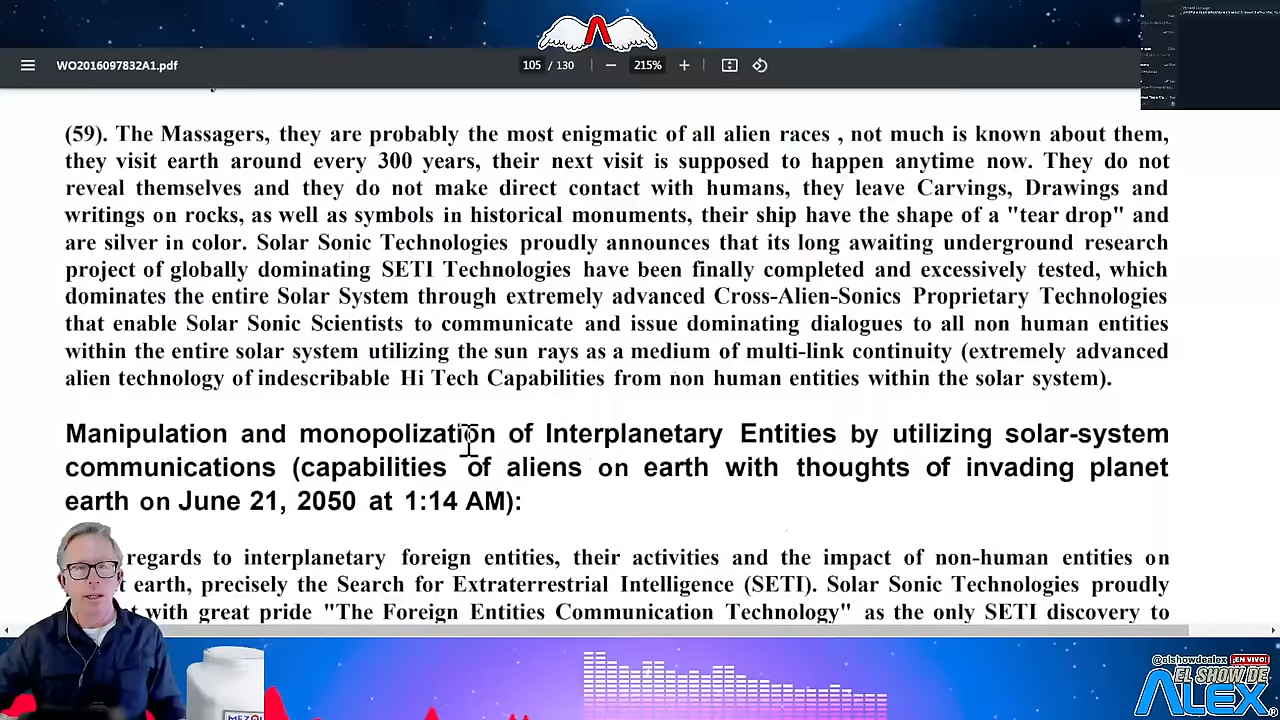 WO2016097832A1.pdf
105 / 130
215%
(59). The Massagers, they are probably the most enigmatic of all alien races , not much is known about them,
they visit earth around every 300 years, their next visit is supposed to happen anytime now. They do not
reveal themselves and they do not make direct contact with humans, they leave Carvings, Drawings and
writings on rocks, as well as symbols in historical monuments, their ship have the shape of a "tear drop" and
are silver in color. Solar Sonic Technologies proudly announces that its long awaiting underground research
project of globally dominating SETI Technologies have been finally completed and excessively tested, which
dominates the entire Solar System through extremely advanced Cross-Alien-Sonics Proprietary Technologies
that enable Solar Sonic Scientists to communicate and issue dominating dialogues to all non human entities
within the entire solar system utilizing the sun rays as a medium of multi-link continuity (extremely advanced
alien technology of indescribable Hi Tech Capabilities from non human entities within the solar system).
Manipulation and monopolization of Interplanetary Entities by utilizing solar-system
communications (capabilities of aliens on earth with thoughts of invading planet
earth on June 21, 2050 at 1:14 AM):
regards to interplanetary foreign entities, their activities and the impact of non-human entities on
earth, precisely the Search for Extraterrestrial Intelligence (SETI). Solar Sonic Technologies proudly
with great pride "The Foreign Entities Communication Technology" as the only SETI discovery to
@elshowdealex ¡EN VIVO!
EL SHOW DE
ALEX